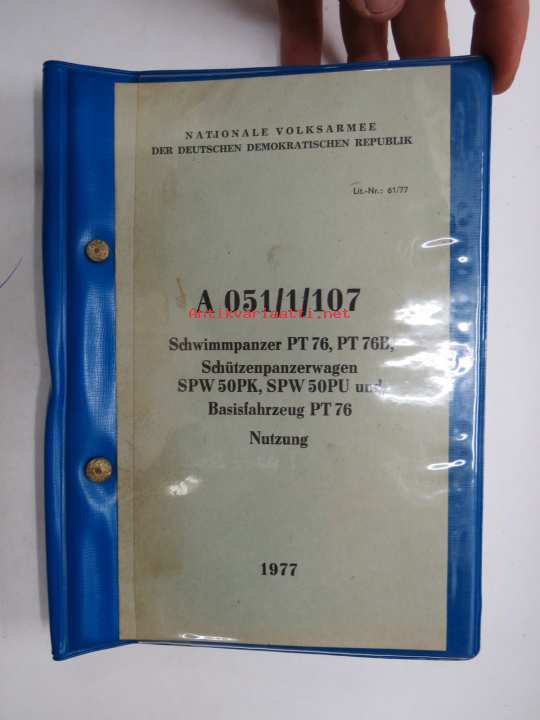 NATIONALE VOLKSARMEE
DER DEUTSCHEN DEMOKRATISCHEN REPUBLIK
Lit.-Nr.: 61/77
A 051/1/107
Antikvariaatti.net
Schwimmpanzer PT 76, PT 76B,
Schützenpanzerwagen
SPW 50PK, SPW 50PU und
Basisfahrzeug PT 76
Nutzung
1977